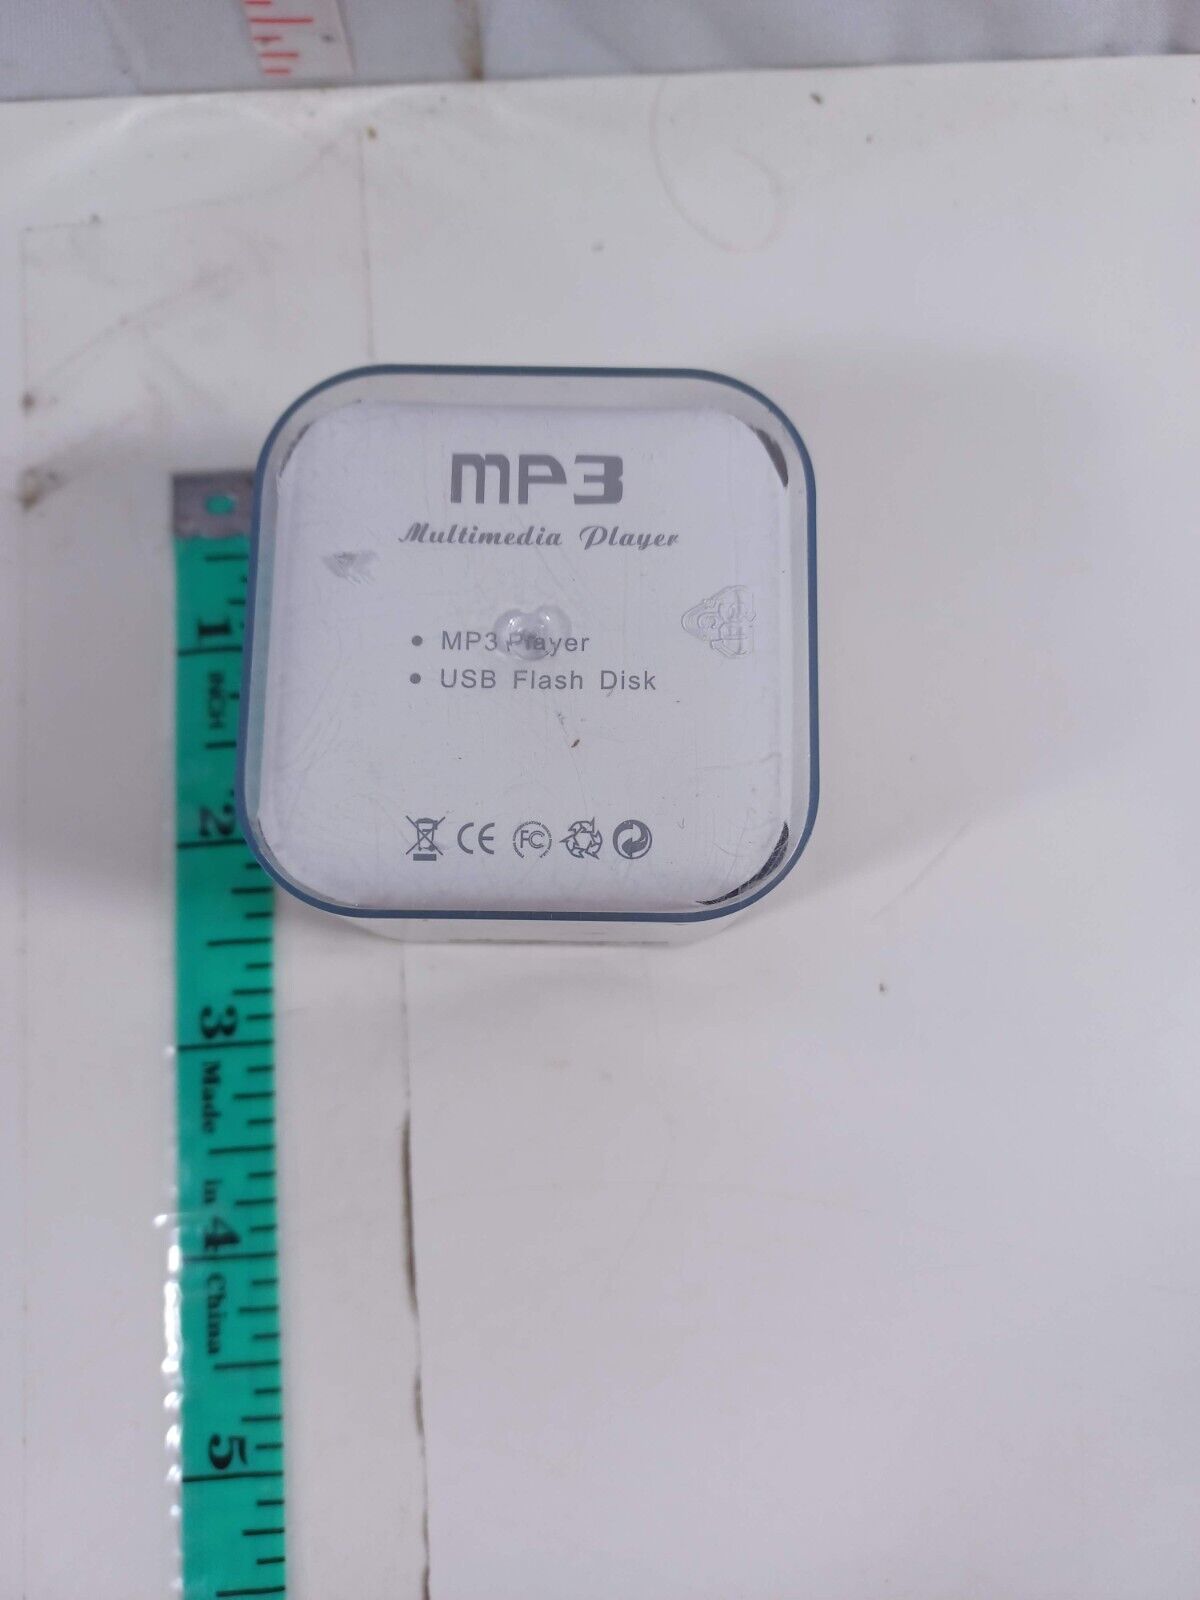 MP3
Multimedia Player
• MP3 Player
• USB Flash Disk
CE FC
1
INCH
2
3
Made in China
4
5